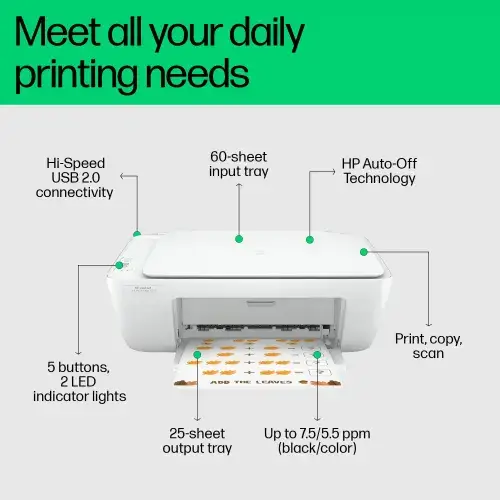 Meet all your daily
printing needs
Hi-Speed
USB 2.0
connectivity
60-sheet
input tray
HP Auto-Off
Technology
5 buttons,
2 LED
indicator lights
Print, copy,
scan
ADD THE LEAVES
25-sheet
output tray
Up to 7.5/5.5 ppm
(black/color)